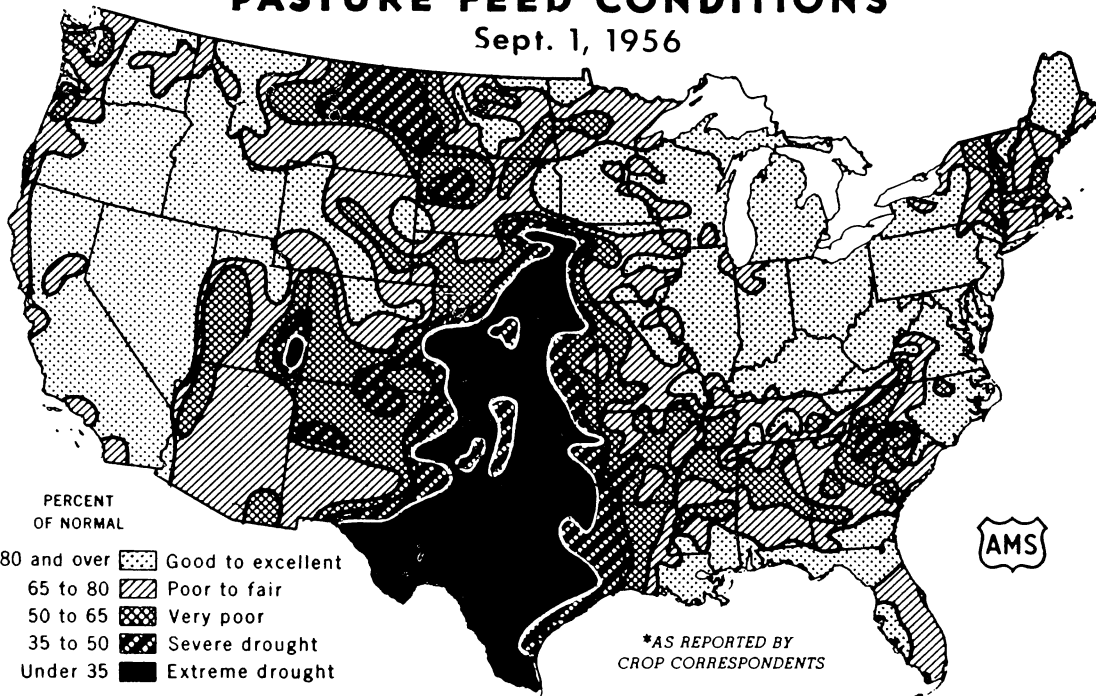 PASTURE FEED CONDITIONS
Sept. 1, 1956
PERCENT
OF NORMAL
80 and over Good to excellent
65 to 80 Poor to fair
50 to 65 Very poor
35 to 50 Severe drought
Under 35 Extreme drought
AMS
*AS REPORTED BY
CROP CORRESPONDENTS